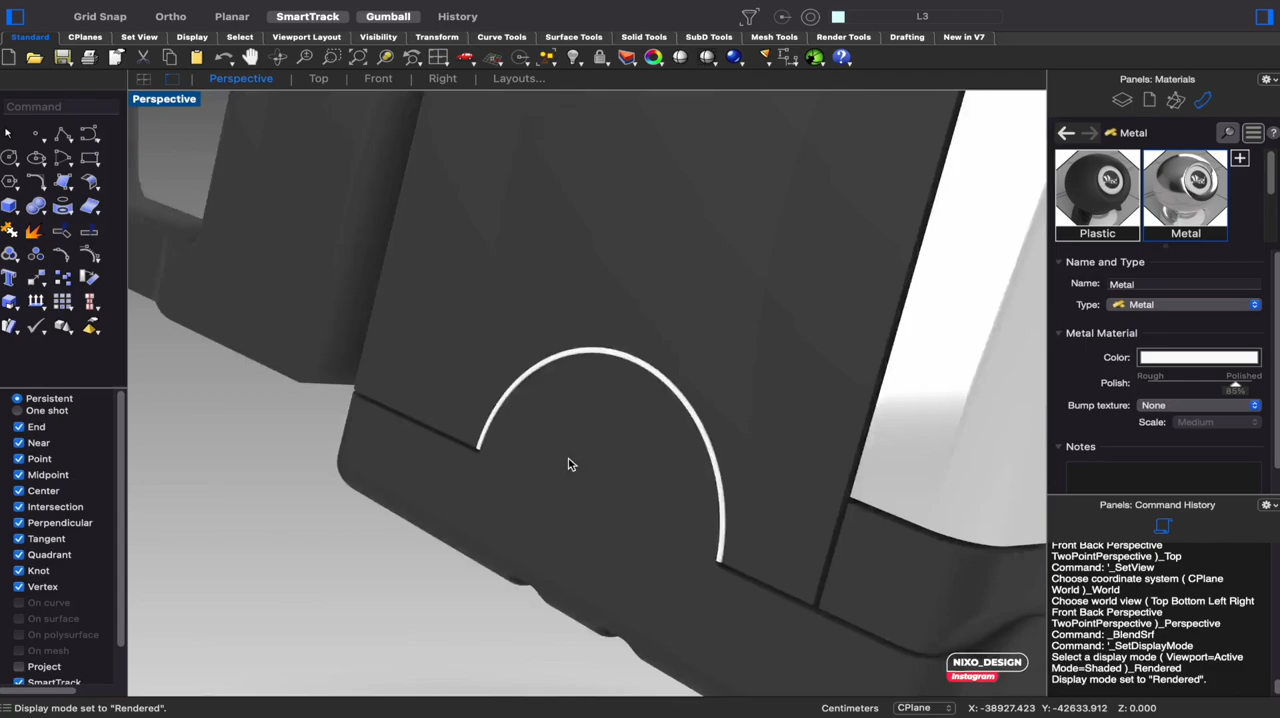 Grid Snap Ortho Planar SmartTrack Gumball History L3
Standard CPlanes Set View Display Select Viewport Layout Visibility Transform Curve Tools Surface Tools Solid Tools SubD Tools Mesh Tools Render Tools Drafting New in V7
Perspective Top Front Right Layouts... Panels: Materials
Perspective
Command
Metal
Plastic Metal
Name and Type
Name: Metal
Type: Metal
Metal Material
Color:
Rough Polished
Polish:
85%
Bump texture: None
Scale: Medium
Notes
Persistent
One shot
End
Near
Point
Midpoint
Center
Intersection
Perpendicular
Tangent
Quadrant
Knot
Vertex
On curve
On surface
On polysurface
On mesh
Project
SmartTrack
Panels: Command History
Front Back Perspective
TwoPointPerspective )_Top
Command: '_SetView
Choose coordinate system ( CPlane
World )_World
Choose world view ( Top Bottom Left Right
Front Back Perspective
TwoPointPerspective )_Perspective
Command: _BlendSrf
Command: '_SetDisplayMode
Select a display mode ( Viewport=Active
Mode=Shaded )_Rendered
Display mode set to "Rendered".
NIXO_DESIGN
Instagram
Display mode set to "Rendered". Centimeters CPlane X: -38927.423 Y: -42633.912 Z: 0.000